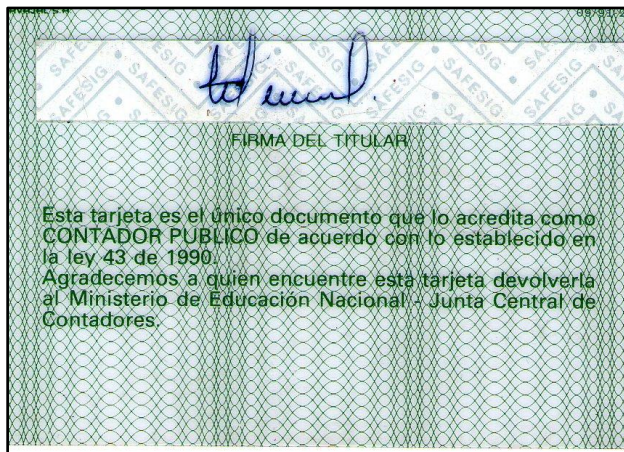 FIRMA DEL TITULAR
Esta tarjeta es el único documento que lo acredita como
CONTADOR PUBLICO de acuerdo con lo establecido en
la ley 43 de 1990.
Agradecemos a quien encuentre esta tarjeta devolverla
al Ministerio de Educación Nacional - Junta Central de
Contadores.